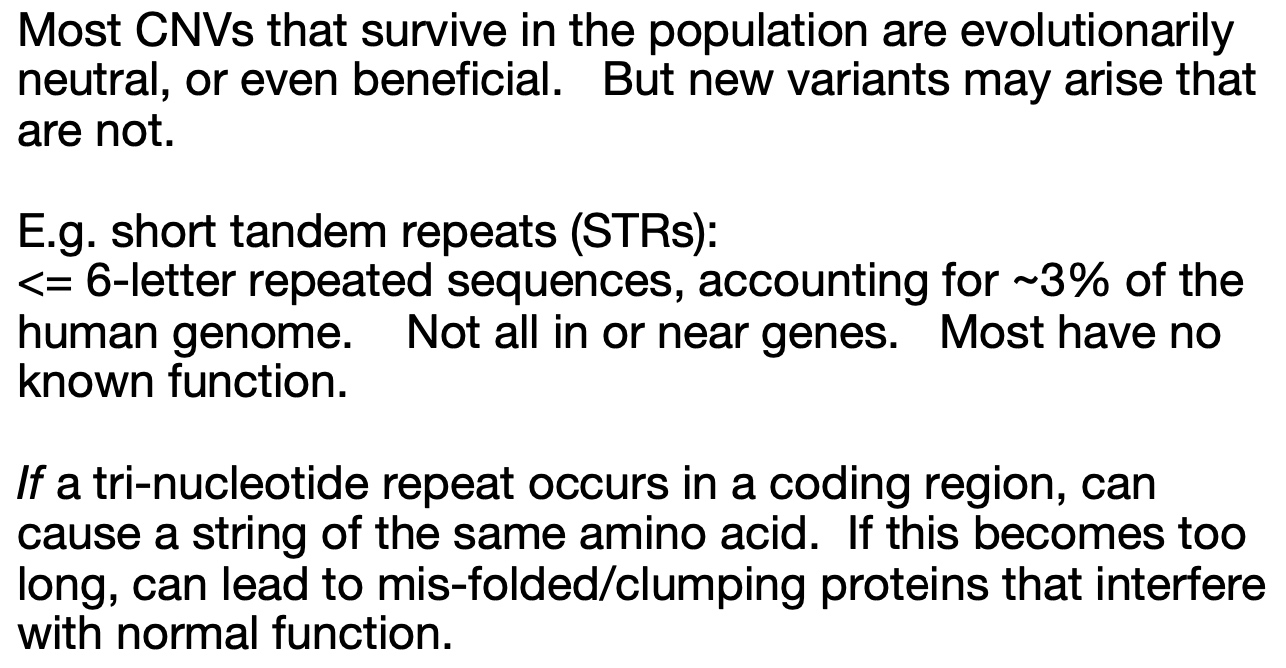 Most CNVs that survive in the population are evolutionarily
neutral, or even beneficial.   But new variants may arise that
are not.
E.g. short tandem repeats (STRs):
<= 6-letter repeated sequences, accounting for ~3% of the
human genome.    Not all in or near genes.   Most have no
known function.
If a tri-nucleotide repeat occurs in a coding region, can
cause a string of the same amino acid.  If this becomes too
long, can lead to mis-folded/clumping proteins that interfere
with normal function.